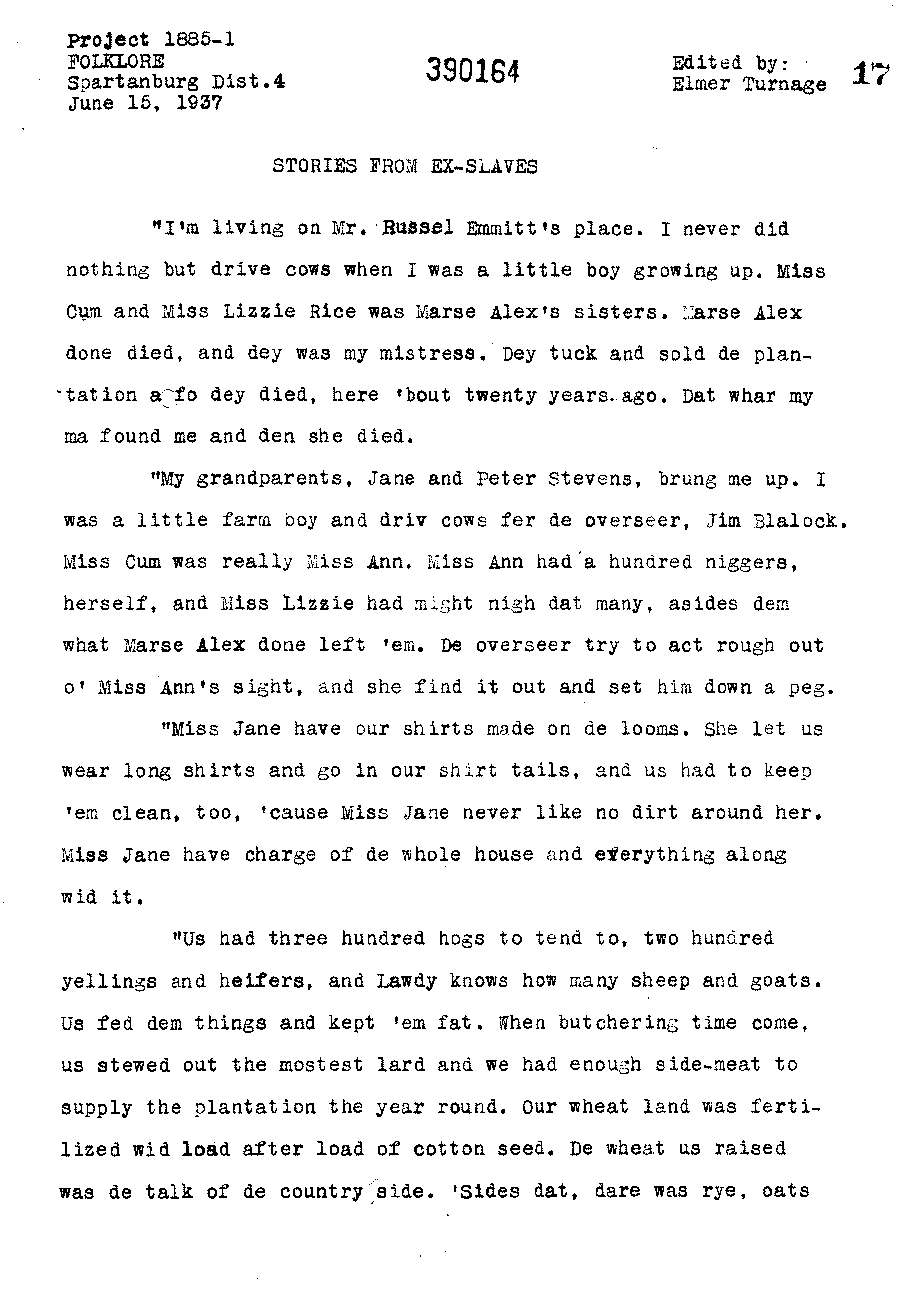 Project 1885-1
FOLKLORE
Spartanburg Dist.4
June 15, 1937
390164
Edited by:
Elmer Turnage
17
STORIES FROM EX-SLAVES
"I'm living on Mr. Russel Emmitt's place. I never did
nothing but drive cows when I was a little boy growing up. Miss
Cum and Miss Lizzie Rice was Marse Alex's sisters. Marse Alex
done died, and dey was my mistress. Dey tuck and sold de plan-
tation afo dey died, here 'bout twenty years ago. Dat whar my
ma found me and den she died.
"My grandparents, Jane and Peter Stevens, brung me up. I
was a little farm boy and driv cows fer de overseer, Jim Blalock.
Miss Cum was really Miss Ann. Miss Ann had a hundred niggers,
herself, and Miss Lizzie had might nigh dat many, asides dem
what Marse Alex done left 'em. De overseer try to act rough out
o' Miss Ann's sight, and she find it out and set him down a peg.
"Miss Jane have our shirts made on de looms. She let us
wear long shirts and go in our shirt tails, and us had to keep
'em clean, too, 'cause Miss Jane never like no dirt around her.
Miss Jane have charge of de whole house and everything along
wid it.
"Us had three hundred hogs to tend to, two hundred
yellings and heifers, and Lawdy knows how many sheep and goats.
Us fed dem things and kept 'em fat. When butchering time come,
us stewed out the mostest lard and we had enough side-meat to
supply the plantation the year round. Our wheat land was ferti-
lized wid load after load of cotton seed. De wheat us raised
was de talk of de country side. 'Sides dat, dare was rye, oats